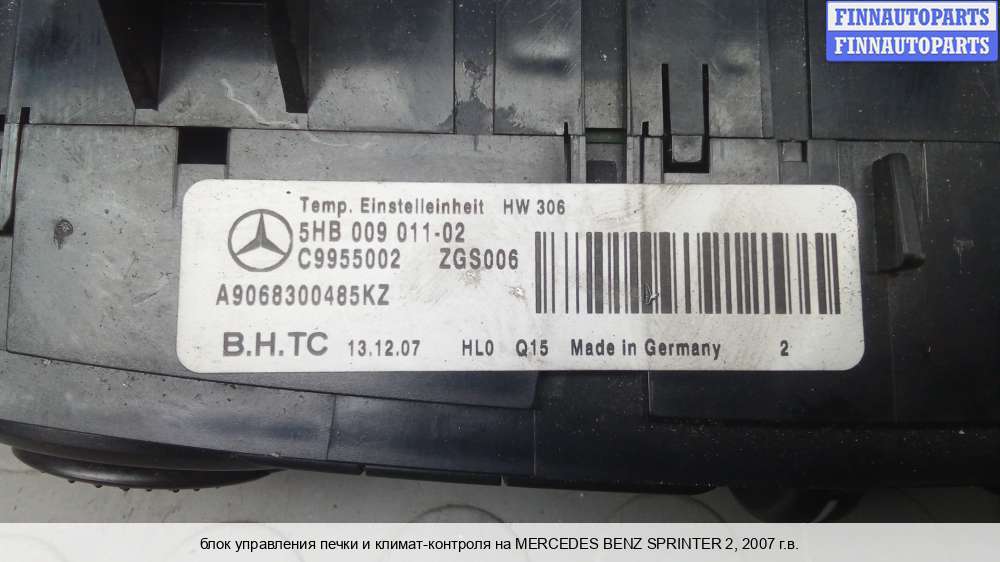 FINNAUTOPARTS
FINNAUTOPARTS
Temp. Einstelleinheit HW 306
5HB 009 011-02
C9955002 ZGS006
A9068300485KZ
B.H.TC 13.12.07 HL0 Q15 Made in Germany 2
блок управления печки и климат-контроля на MERCEDES BENZ SPRINTER 2, 2007 г.в.